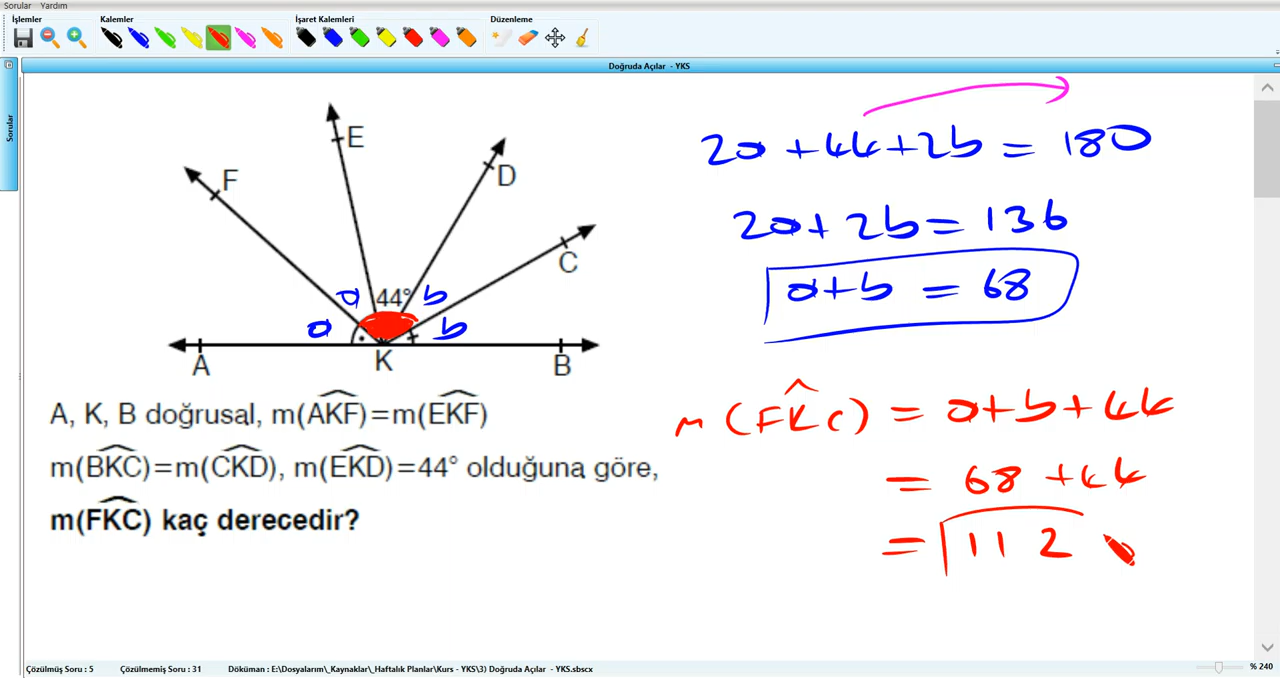 Sorular Yardım
İşlemler Kalemler İşaret Kalemleri Düzenleme
Doğruda Açılar - YKS
Sorular
E
F
D
C
a 44° b
a b
A K B
A, K, B doğrusal, m(AKF)=m(EKF)
m(BKC)=m(CKD), m(EKD)=44° olduğuna göre,
m(FKC) kaç derecedir?
2a+44+2b=180
2a+2b=136
a+b=68
m(FKC)=a+b+44
=68+44
=112
Çözülmüş Soru : 5 Çözülmemiş Soru : 31 Döküman : E:\Dosyalarım\_Kaynaklar\_Haftalık Planlar\Kurs - YKS\3) Doğruda Açılar - YKS.sbscx % 240